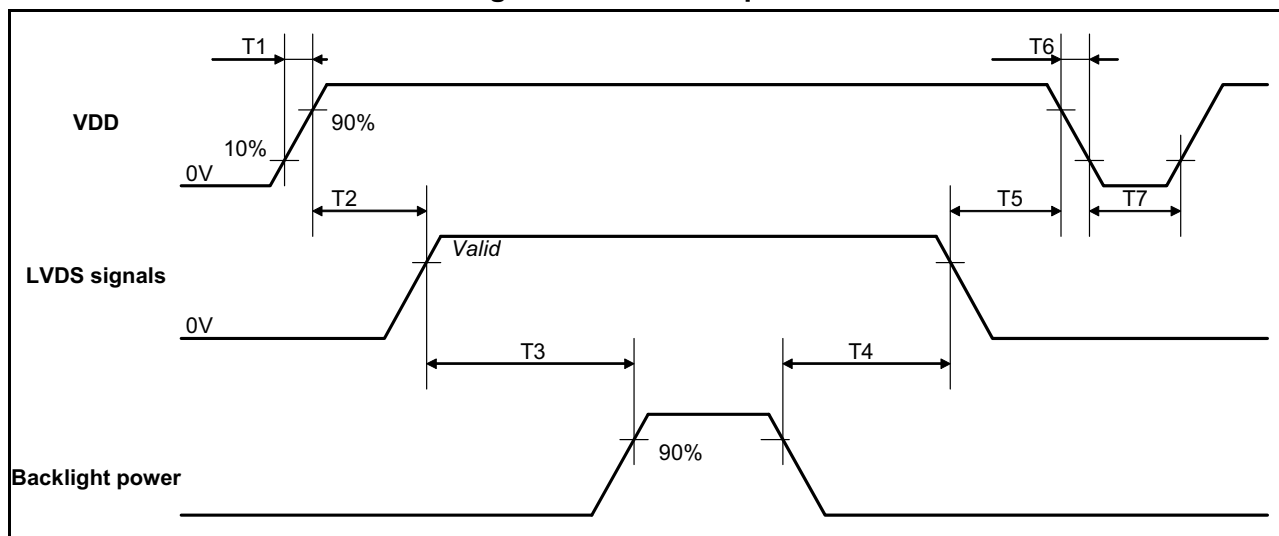 T1
T6
VDD
90%
10%
0V
T2
T5
T7
Valid
LVDS signals
0V
T3
T4
90%
Backlight power